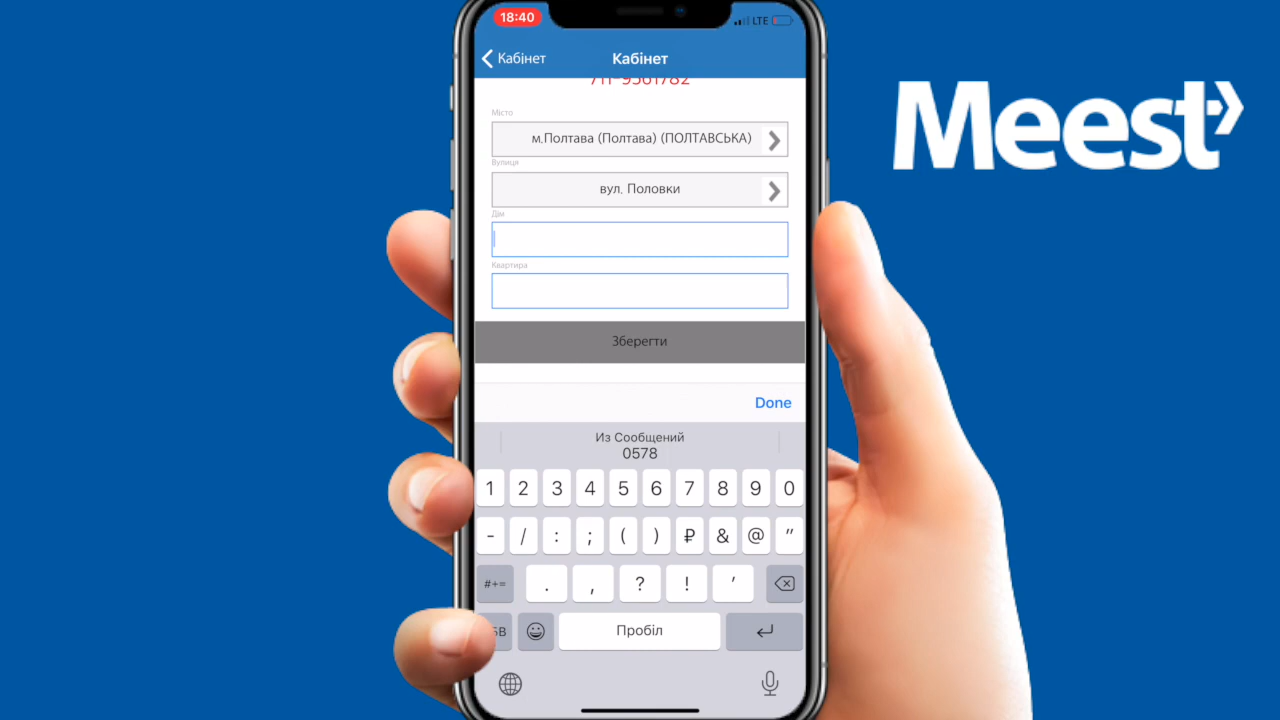 18:40
LTE
Кабінет
Кабінет
Місто
м.Полтава (Полтава) (ПОЛТАВСЬКА)
Вулиця
вул. Половки
Дім
Квартира
Зберегти
Done
Из Сообщений
0578
1 2 3 4 5 6 7 8 9 0
- / : ; ( ) ₽ & @ "
#+= . , ? ! '
Пробіл
Meest